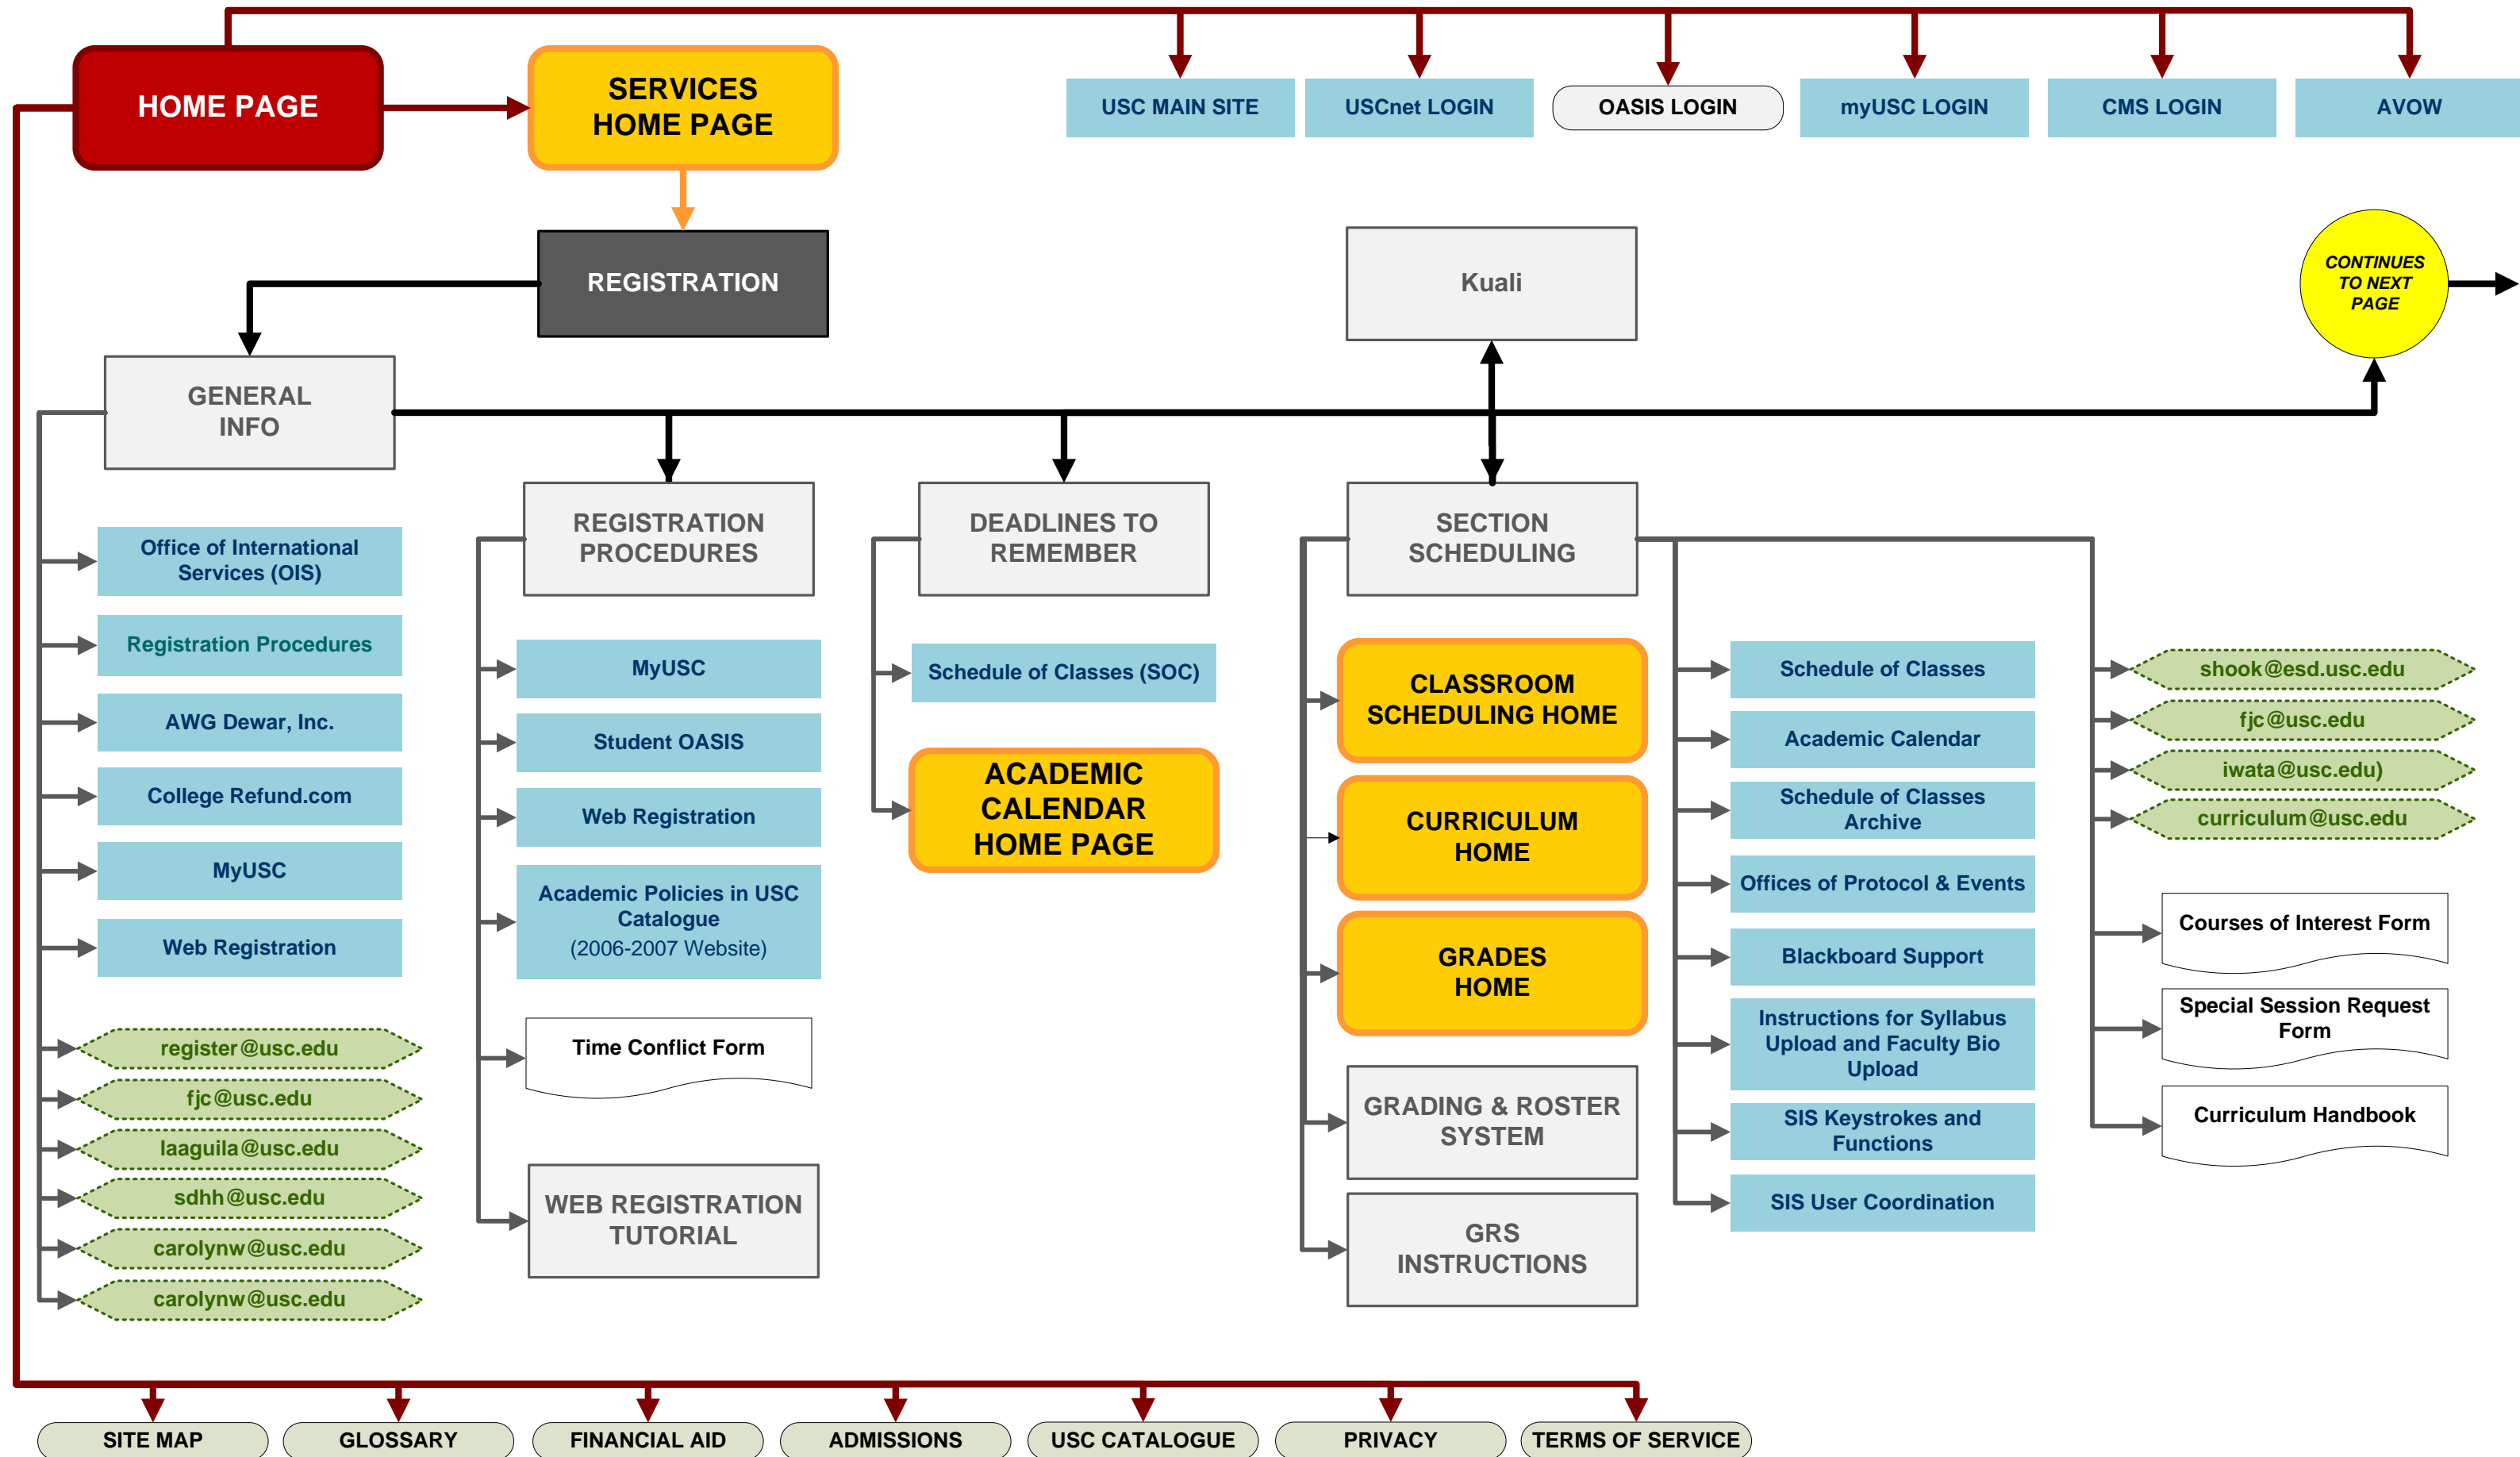 HOME PAGE
SERVICES
HOME PAGE
USC MAIN SITE
USCnet LOGIN
OASIS LOGIN
myUSC LOGIN
CMS LOGIN
AVOW
REGISTRATION
Kuali
CONTINUES
TO NEXT
PAGE
GENERAL
INFO
Office of International
Services (OIS)
Registration Procedures
AWG Dewar, Inc.
College Refund.com
MyUSC
Web Registration
register@usc.edu
fjc@usc.edu
laaguila@usc.edu
sdhh@usc.edu
carolynw@usc.edu
carolynw@usc.edu
REGISTRATION
PROCEDURES
MyUSC
Student OASIS
Web Registration
Academic Policies in USC
Catalogue
(2006-2007 Website)
Time Conflict Form
WEB REGISTRATION
TUTORIAL
DEADLINES TO
REMEMBER
Schedule of Classes (SOC)
ACADEMIC
CALENDAR
HOME PAGE
SECTION
SCHEDULING
CLASSROOM
SCHEDULING HOME
CURRICULUM
HOME
GRADES
HOME
GRADING & ROSTER
SYSTEM
GRS
INSTRUCTIONS
Schedule of Classes
Academic Calendar
Schedule of Classes
Archive
Offices of Protocol & Events
Blackboard Support
Instructions for Syllabus
Upload and Faculty Bio
Upload
SIS Keystrokes and
Functions
SIS User Coordination
shook@esd.usc.edu
fjc@usc.edu
iwata@usc.edu)
curriculum@usc.edu
Courses of Interest Form
Special Session Request
Form
Curriculum Handbook
SITE MAP
GLOSSARY
FINANCIAL AID
ADMISSIONS
USC CATALOGUE
PRIVACY
TERMS OF SERVICE